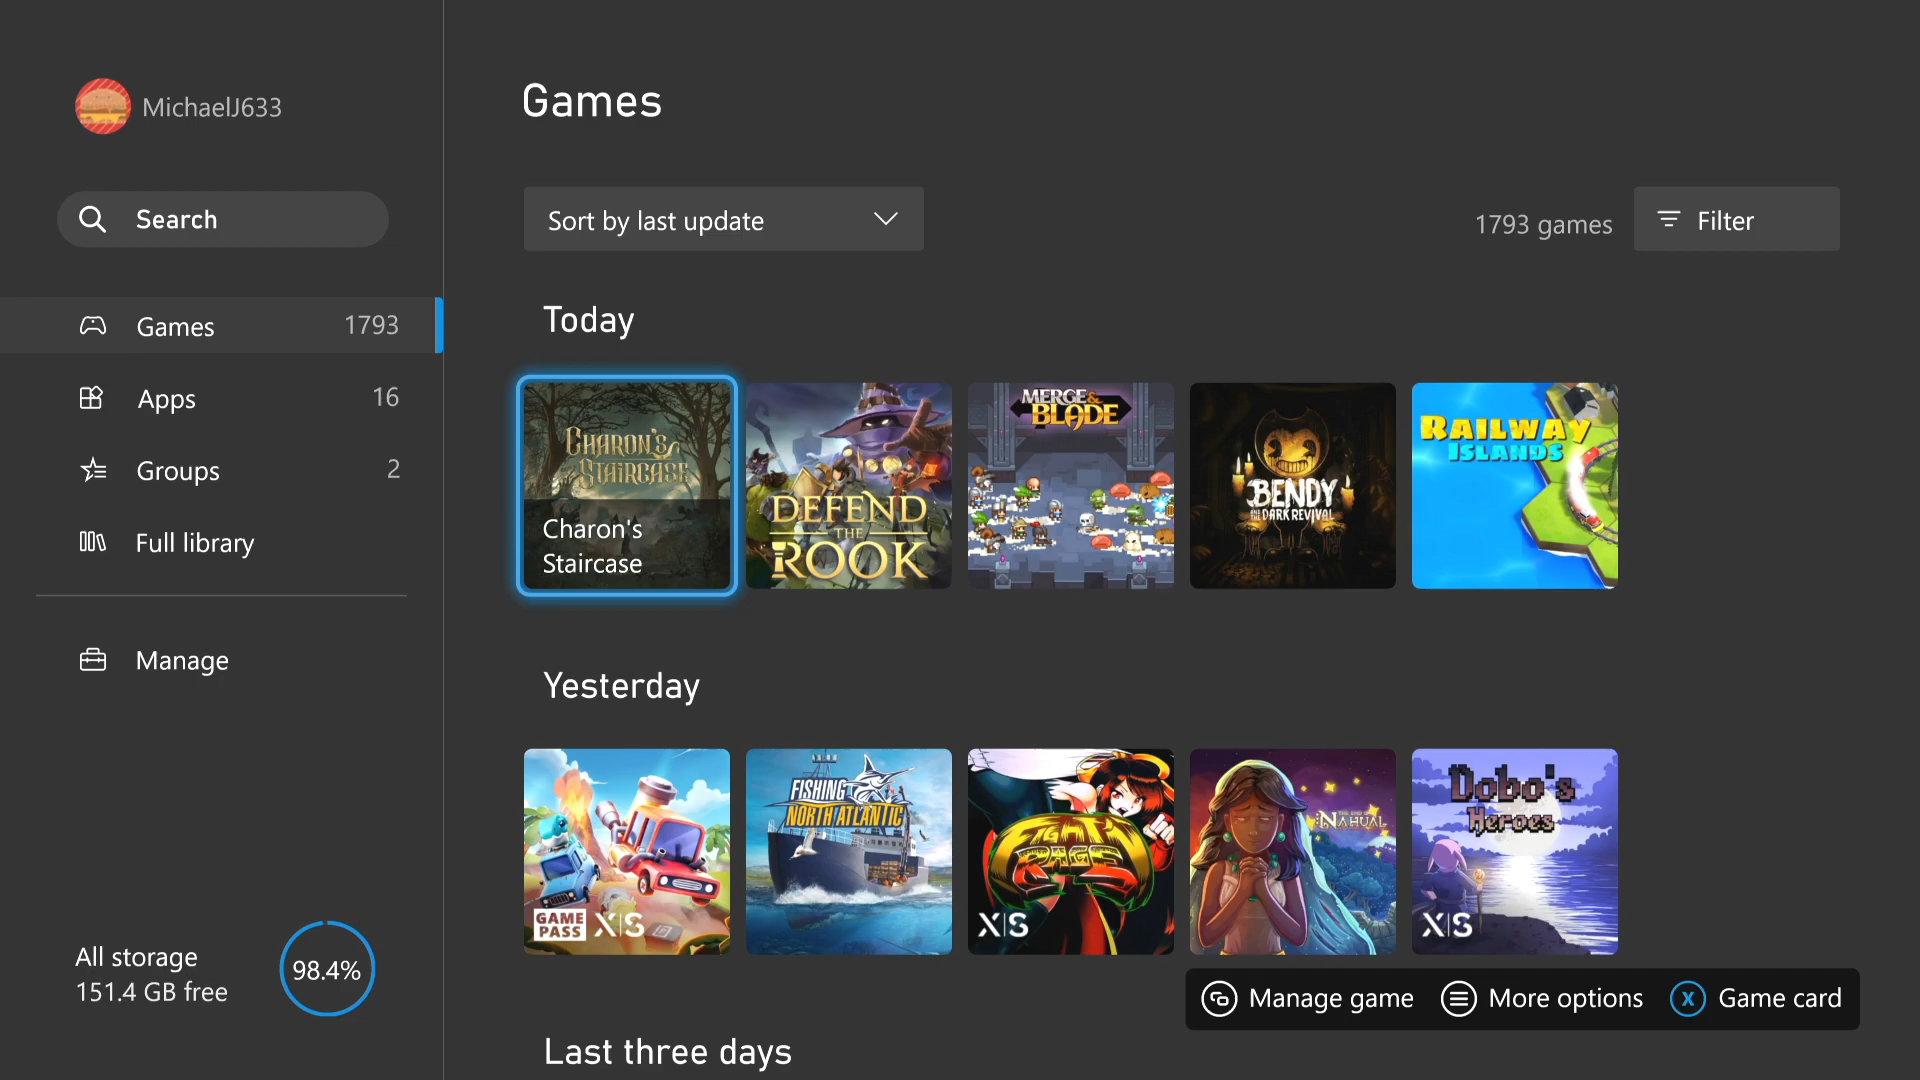 MichaelJ633
Search
Games 1793
Apps 16
Groups 2
Full library
Manage
All storage
151.4 GB free
98.4%
Games
Sort by last update
1793 games
Filter
Today
CHARON'S
STAIRCASE
Charon's
Staircase
DEFEND
THE
ROOK
MERGE &
BLADE
BENDY
AND THE
DARK REVIVAL
RAILWAY
ISLANDS
Yesterday
GAME
PASS
X|S
FISHING
NORTH ATLANTIC
FIGHT'N
RAGE
X|S
NAHUAL
Dobo's
Heroes
X|S
Manage game
More options
X Game card
Last three days